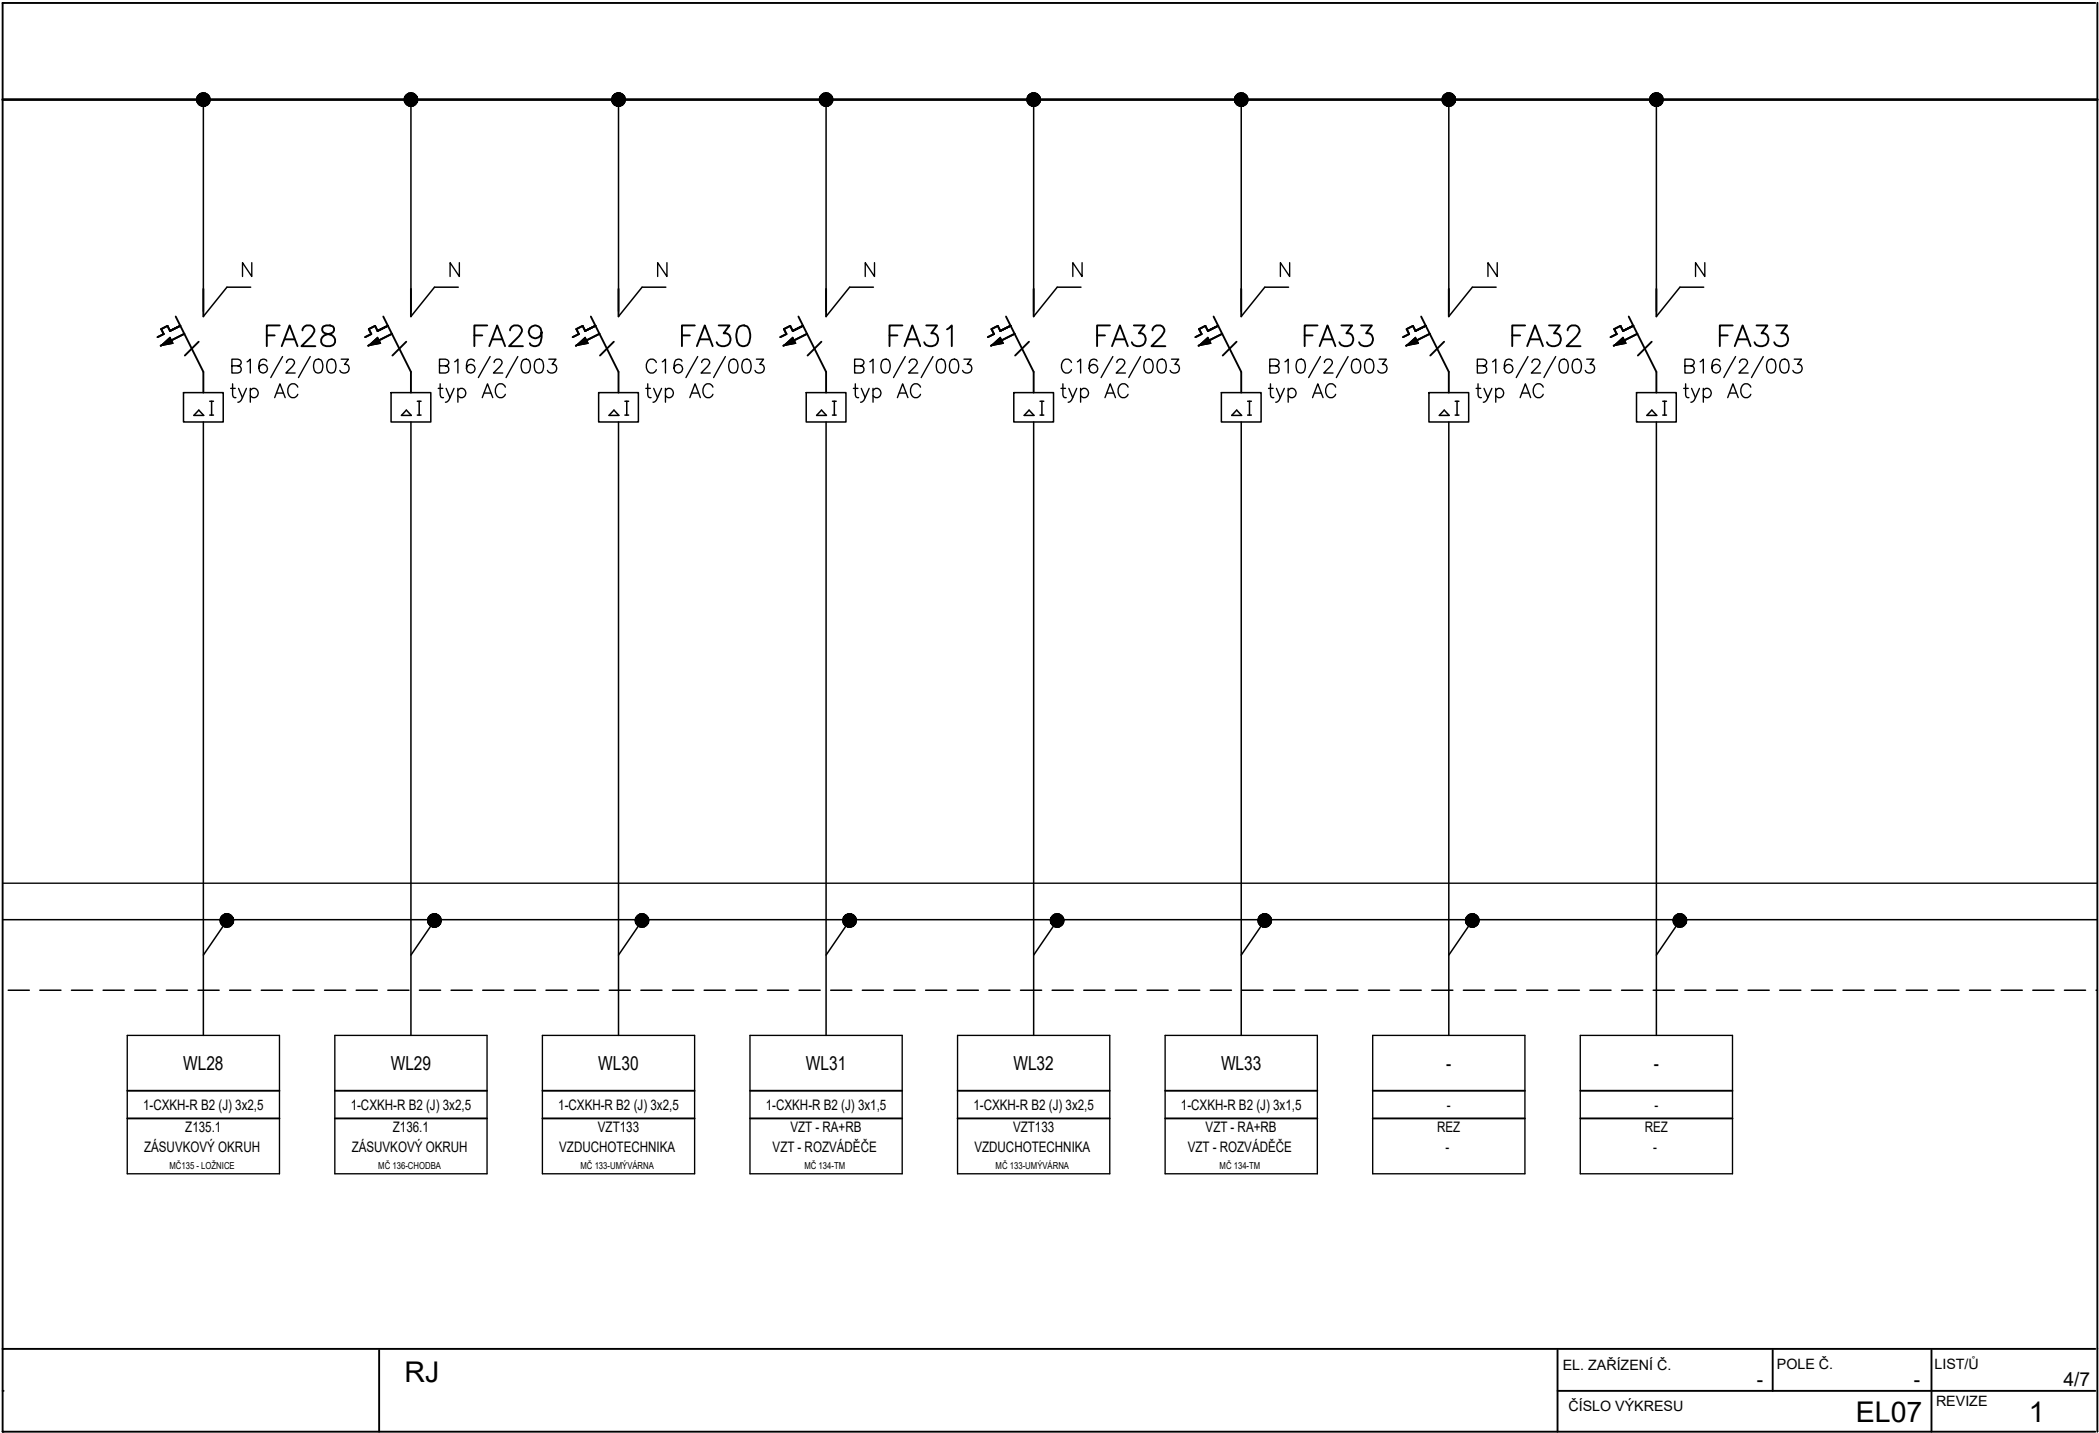 N
N
N
N
N
N
N
N
FA28
B16/2/003
typ AC
FA29
B16/2/003
typ AC
FA30
C16/2/003
typ AC
FA31
B10/2/003
typ AC
FA32
C16/2/003
typ AC
FA33
B10/2/003
typ AC
FA32
B16/2/003
typ AC
FA33
B16/2/003
typ AC
△I
△I
△I
△I
△I
△I
△I
△I
WL28
1-CXKH-R B2 (J) 3x2,5
Z135.1
ZÁSUVKOVÝ OKRUH
MČ135 - LOŽNICE
WL29
1-CXKH-R B2 (J) 3x2,5
Z136.1
ZÁSUVKOVÝ OKRUH
MČ 136-CHODBA
WL30
1-CXKH-R B2 (J) 3x2,5
VZT133
VZDUCHOTECHNIKA
MČ 133-UMÝVÁRNA
WL31
1-CXKH-R B2 (J) 3x1,5
VZT - RA+RB
VZT - ROZVÁDĚČE
MČ 134-TM
WL32
1-CXKH-R B2 (J) 3x2,5
VZT133
VZDUCHOTECHNIKA
MČ 133-UMÝVÁRNA
WL33
1-CXKH-R B2 (J) 3x1,5
VZT - RA+RB
VZT - ROZVÁDĚČE
MČ 134-TM
-
-
REZ
-
-
-
REZ
-
RJ
EL. ZAŘÍZENÍ Č.
-
POLE Č.
-
LIST/Ů
4/7
ČÍSLO VÝKRESU
EL07
REVIZE
1